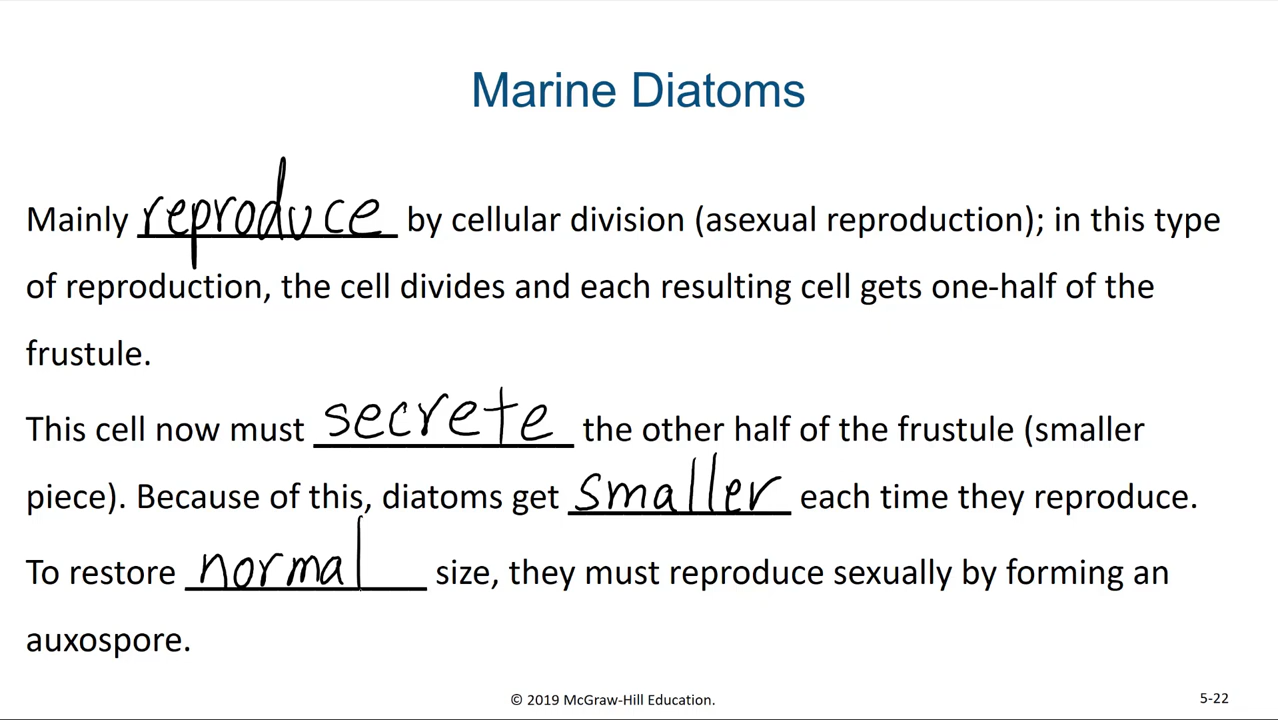 Marine Diatoms
Mainly reproduce by cellular division (asexual reproduction); in this type
of reproduction, the cell divides and each resulting cell gets one-half of the
frustule.
This cell now must secrete the other half of the frustule (smaller
piece). Because of this, diatoms get smaller each time they reproduce.
To restore normal size, they must reproduce sexually by forming an
auxospore.
© 2019 McGraw-Hill Education.
5-22